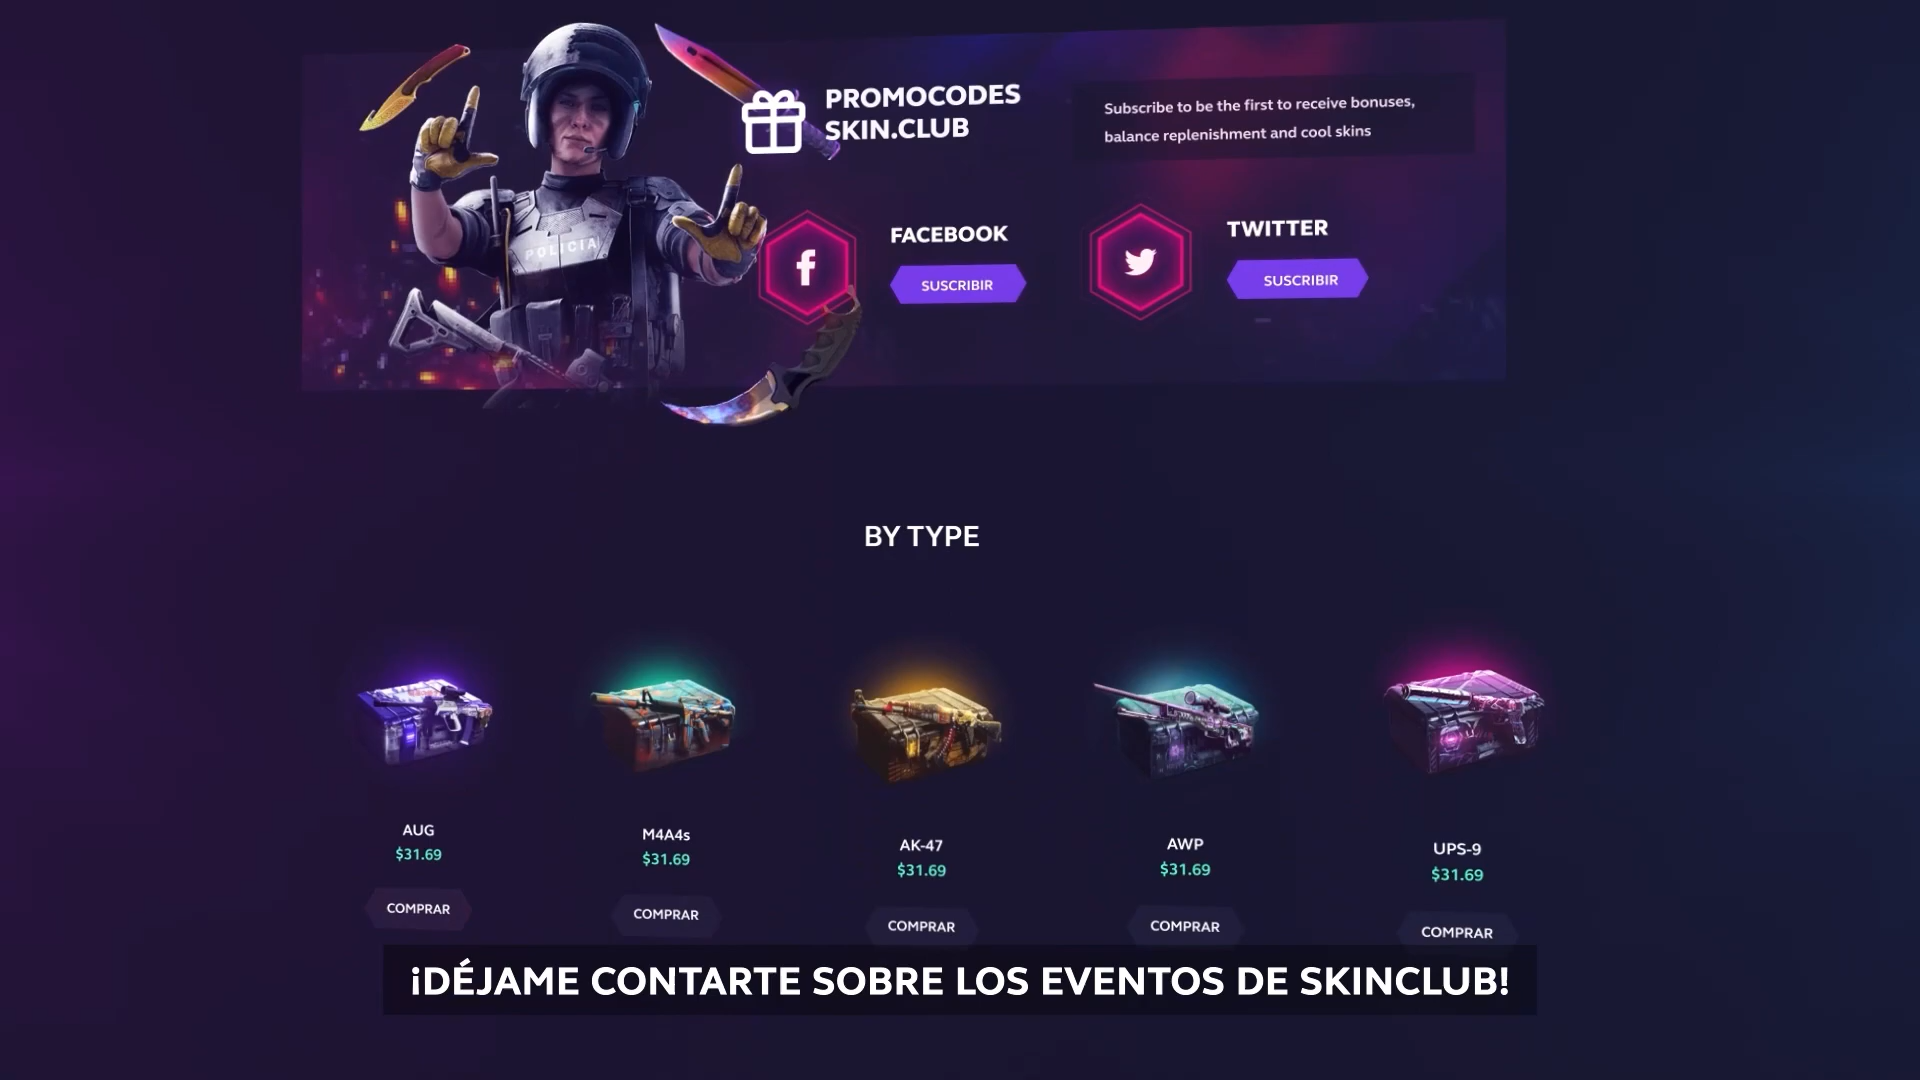 PROMOCODES
SKIN.CLUB
Subscribe to be the first to receive bonuses,
balance replenishment and cool skins
POLICIA
FACEBOOK
SUSCRIBIR
TWITTER
SUSCRIBIR
BY TYPE
AUG
$31.69
COMPRAR
M4A4s
$31.69
COMPRAR
AK-47
$31.69
COMPRAR
AWP
$31.69
COMPRAR
UPS-9
$31.69
COMPRAR
¡DÉJAME CONTARTE SOBRE LOS EVENTOS DE SKINCLUB!